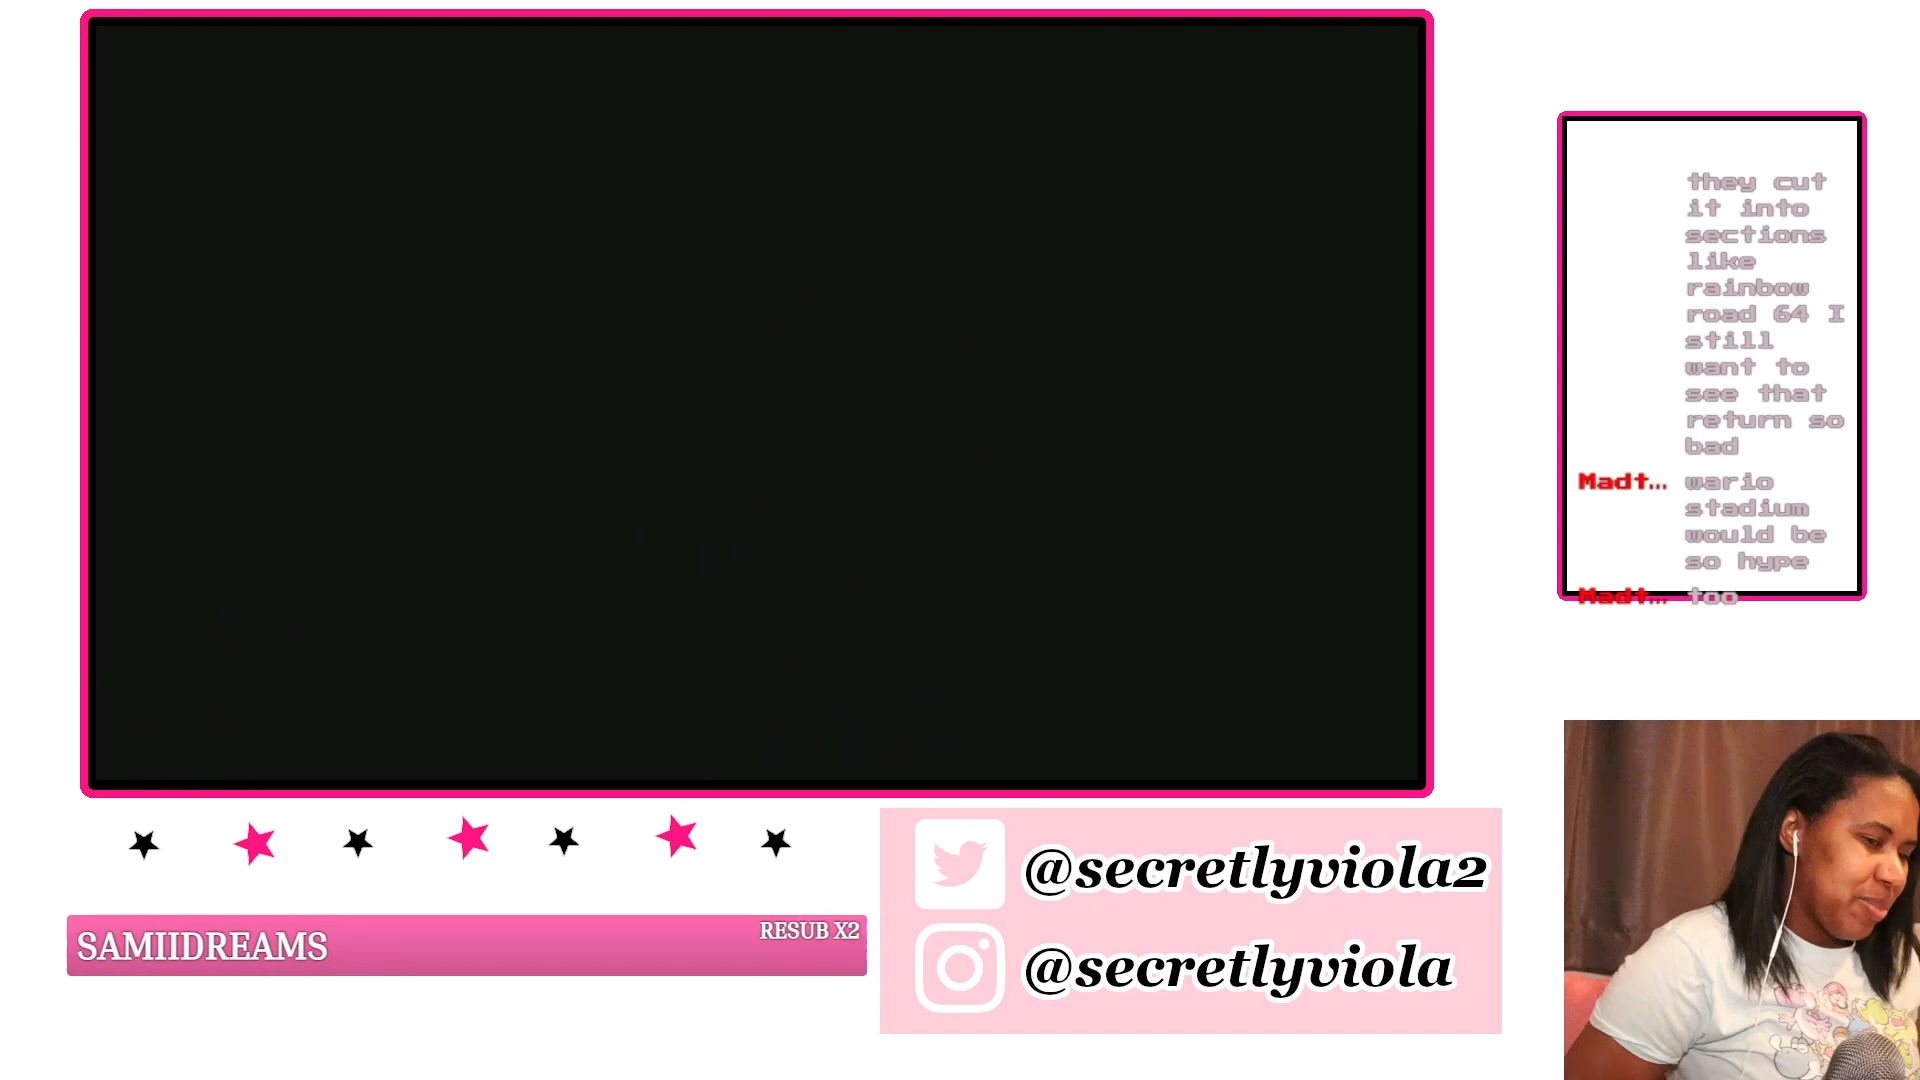 they cut
it into
sections
like
rainbow
road 64 I
still
want to
see that
return so
bad
Madt... wario
stadium
would be
so hype
Madt... too
@secretlyviola2
@secretlyviola
SAMIIDREAMS
RESUB X2